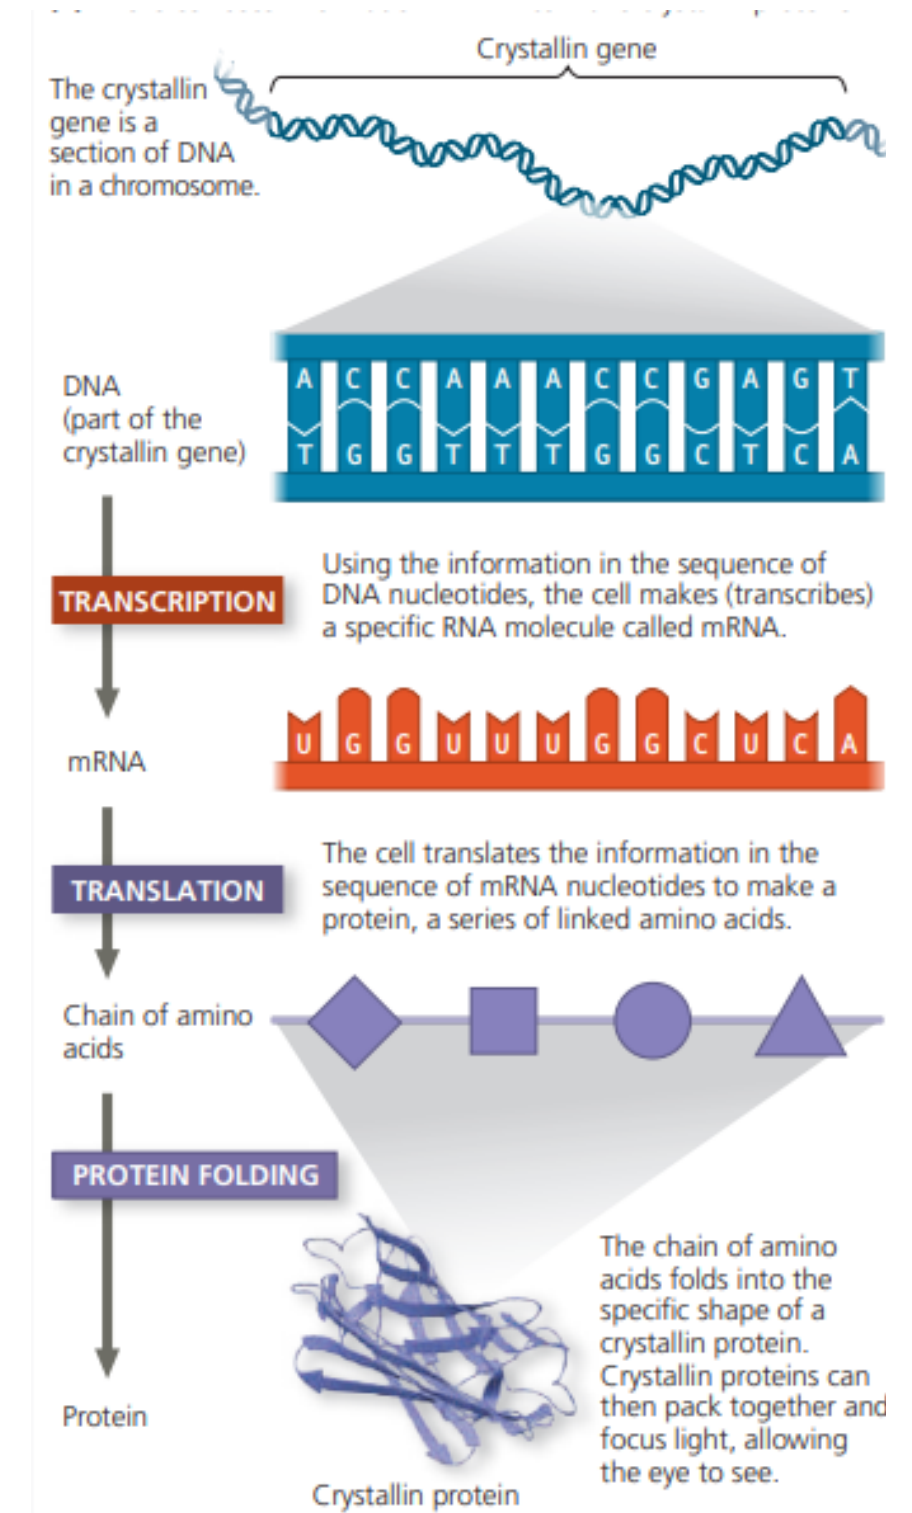 Crystallin gene
The crystallin
gene is a
section of DNA
in a chromosome.
DNA
(part of the
crystallin gene)
A C C A A A C C G A G T
T G G T T T G G C T C A
TRANSCRIPTION
Using the information in the sequence of
DNA nucleotides, the cell makes (transcribes)
a specific RNA molecule called mRNA.
mRNA
U G G U U U G G C U C A
TRANSLATION
The cell translates the information in the
sequence of mRNA nucleotides to make a
protein, a series of linked amino acids.
Chain of amino
acids
PROTEIN FOLDING
The chain of amino
acids folds into the
specific shape of a
crystallin protein.
Crystallin proteins can
then pack together and
focus light, allowing
the eye to see.
Protein
Crystallin protein